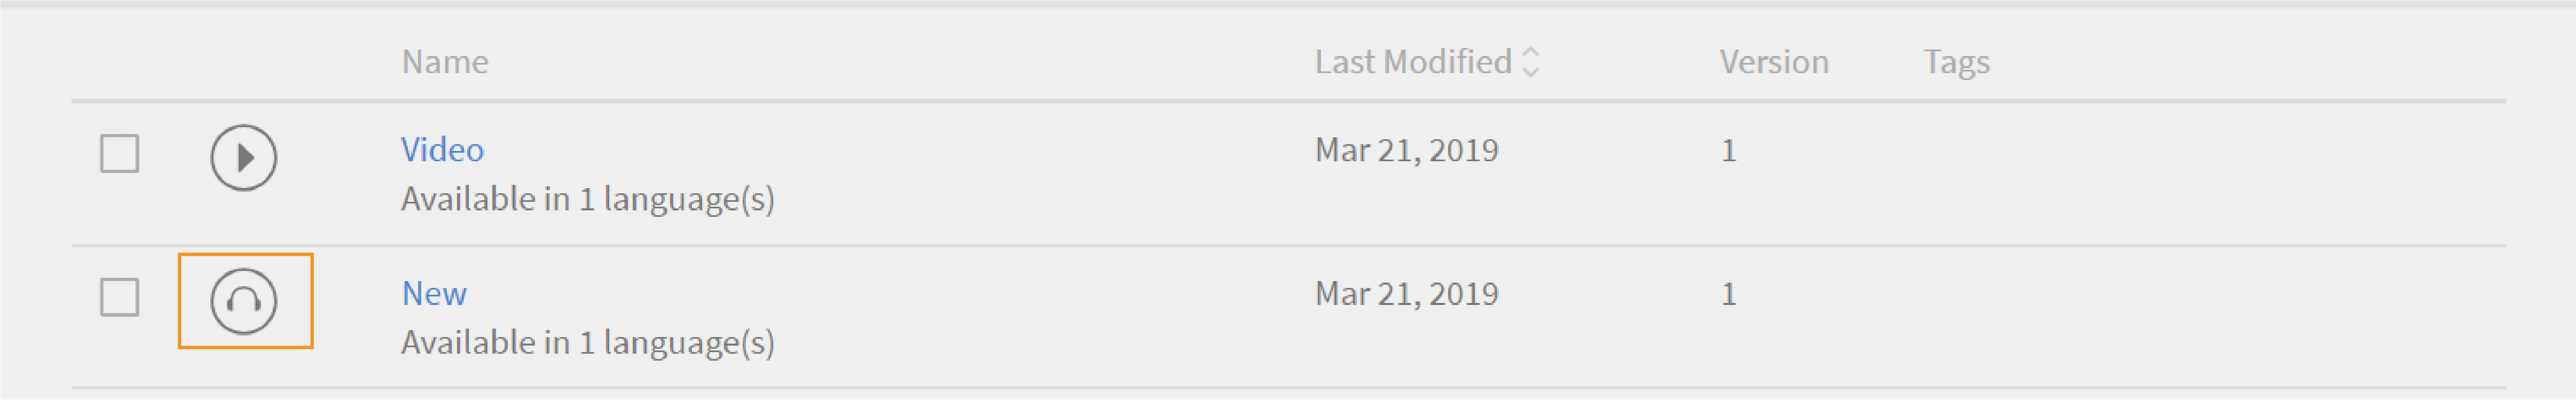 Name Last Modified Version Tags
Video Mar 21, 2019 1
Available in 1 language(s)
New Mar 21, 2019 1
Available in 1 language(s)